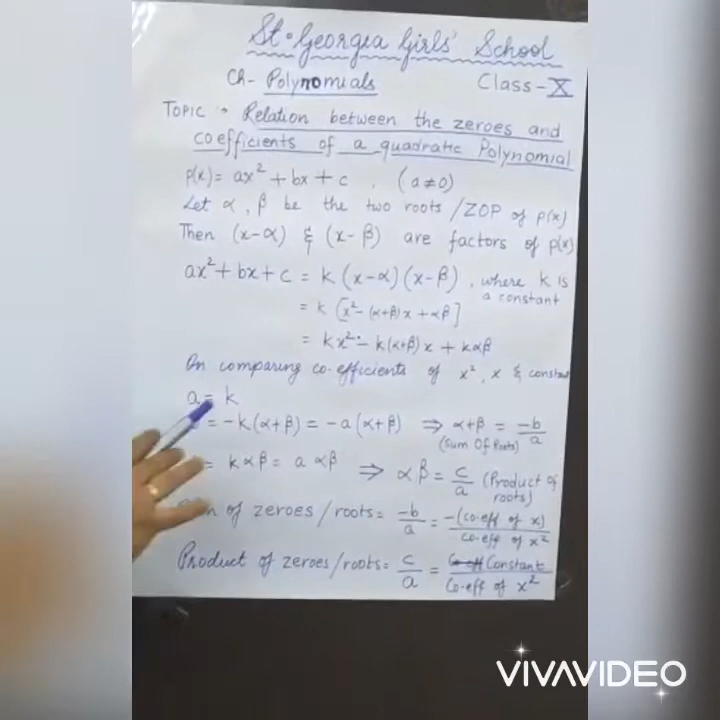 St. Georgia Girls' School
Ch- Polynomials Class-X
TOPIC Relation between the zeroes and
coefficients of a quadratic Polynomial
p(x)= ax² + bx + c , (a≠0)
Let α, β be the two roots/ZOP of p(x)
Then (x-α) & (x-β) are factors of p(x)
ax²+bx+c = k (x-α)(x-β), where k is
a constant
= k [x²-(α+β)x+αβ]
= kx² - k(α+β)x + kαβ
On comparing co-efficients of x², x & constant
a = k
= -k(α+β) = -a(α+β) ⇒ α+β = -b/a
(Sum Of Roots)
= kαβ = a αβ ⇒ αβ = c/a (Product of
roots)
of zeroes/roots = -b/a = -(co-eff of x)/co-eff of x²
Product of zeroes/roots = c/a = Constant/Co-eff of x²
VIVAVIDEO